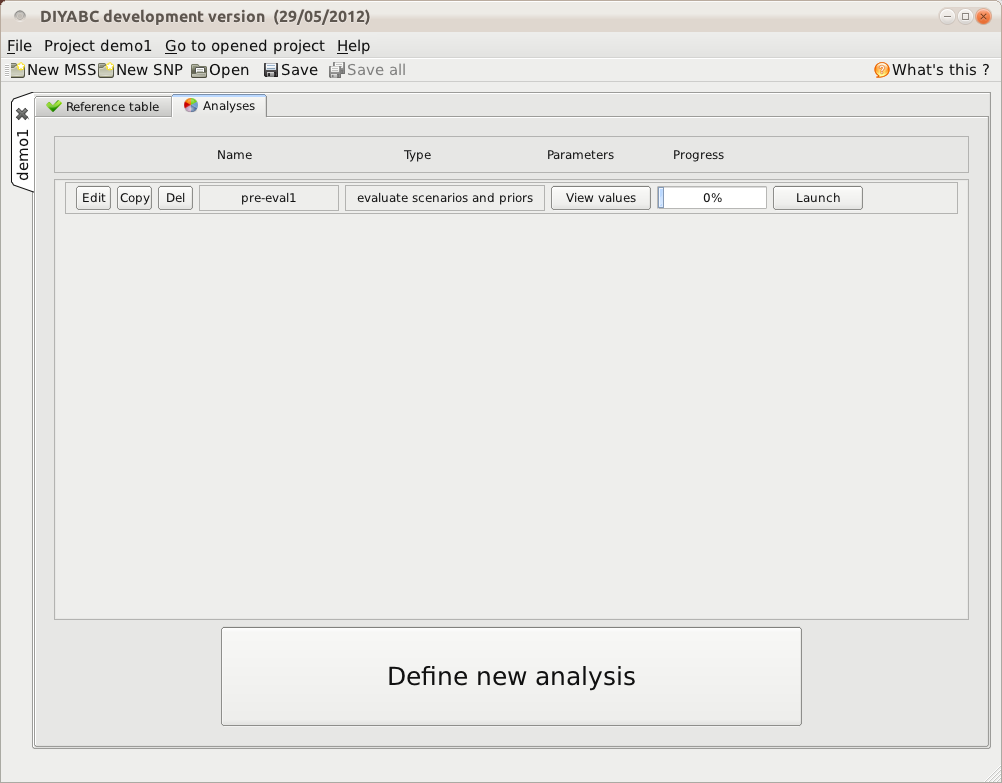 DIYABC development version (29/05/2012)
File Project demo1 Go to opened project Help
New MSS New SNP Open Save Save all What's this ?
demo1
Reference table Analyses
Name Type Parameters Progress
Edit Copy Del pre-eval1 evaluate scenarios and priors View values 0% Launch
Define new analysis